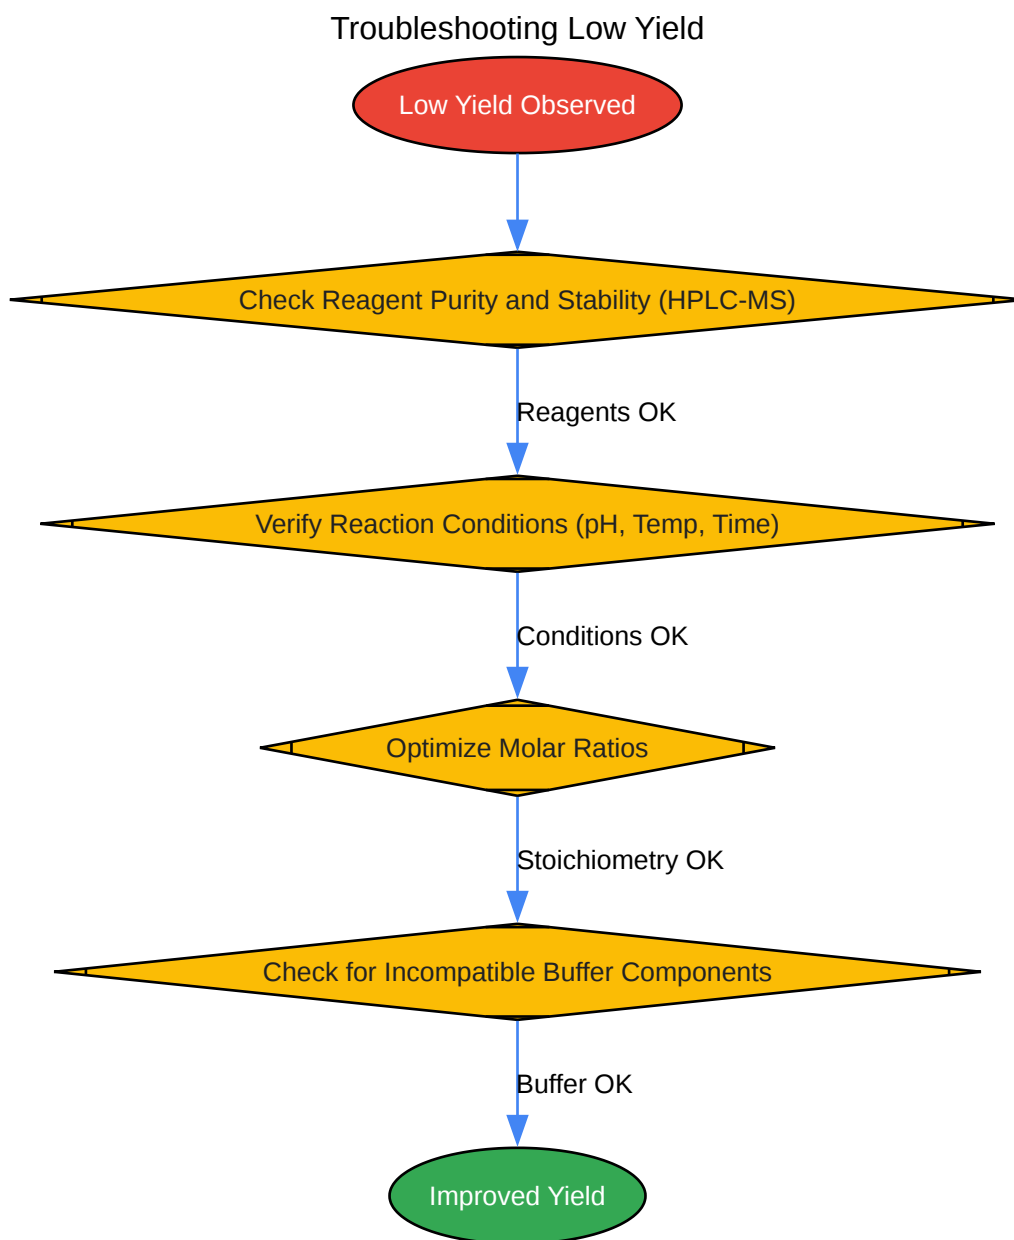 Troubleshooting Low Yield
Low Yield Observed
Check Reagent Purity and Stability (HPLC-MS)
Reagents OK
Verify Reaction Conditions (pH, Temp, Time)
Conditions OK
Optimize Molar Ratios
Stoichiometry OK
Check for Incompatible Buffer Components
Buffer OK
Improved Yield